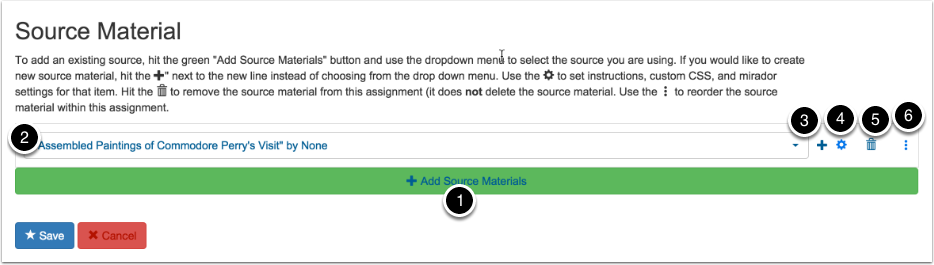 Source Material
To add an existing source, hit the green "Add Source Materials" button and use the dropdown menu to select the source you are using. If you would like to create
new source material, hit the ✚" next to the new line instead of choosing from the drop down menu. Use the ⚙ to set instructions, custom CSS, and mirador
settings for that item. Hit the 🗑 to remove the source material from this assignment (it does not delete the source material. Use the ⋮ to reorder the source
material within this assignment.
3 4 5 6
2 Assembled Paintings of Commodore Perry's Visit" by None
✚ Add Source Materials
1
★ Save ✖ Cancel